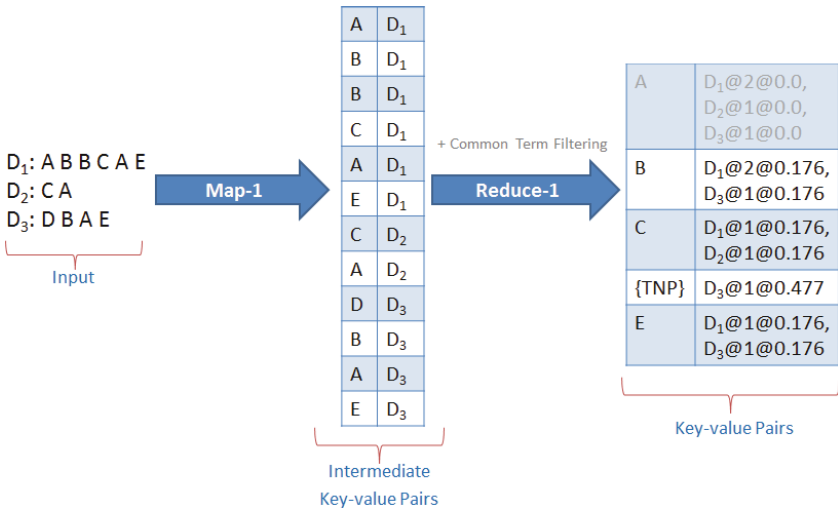 D₁: A B B C A E
D₂: C A
D₃: D B A E
Input
Map-1
A D₁
B D₁
B D₁
C D₁
A D₁
E D₁
C D₂
A D₂
D D₃
B D₃
A D₃
E D₃
Intermediate
Key-value Pairs
+ Common Term Filtering
Reduce-1
A D₁@2@0.0,
D₂@1@0.0,
D₃@1@0.0
B D₁@2@0.176,
D₃@1@0.176
C D₁@1@0.176,
D₂@1@0.176
{TNP} D₃@1@0.477
E D₁@1@0.176,
D₃@1@0.176
Key-value Pairs